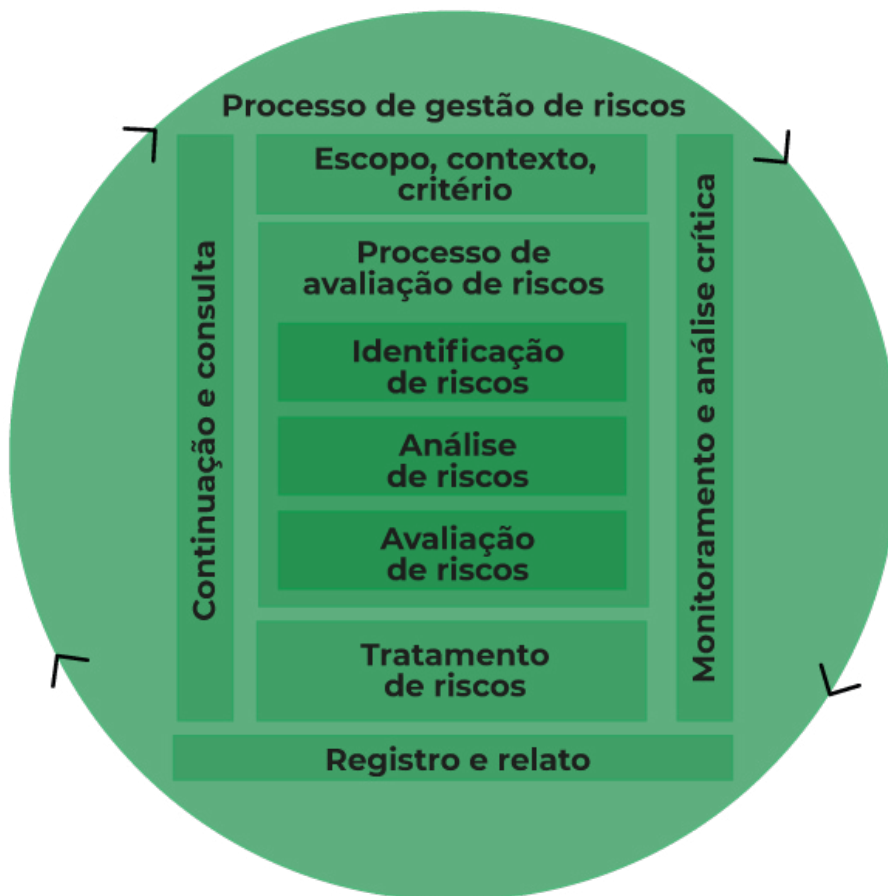 Processo de gestão de riscos
Escopo, contexto,
critério
Continuação e consulta
Processo de
avaliação de riscos
Identificação
de riscos
Análise
de riscos
Avaliação
de riscos
Tratamento
de riscos
Monitoramento e análise crítica
Registro e relato